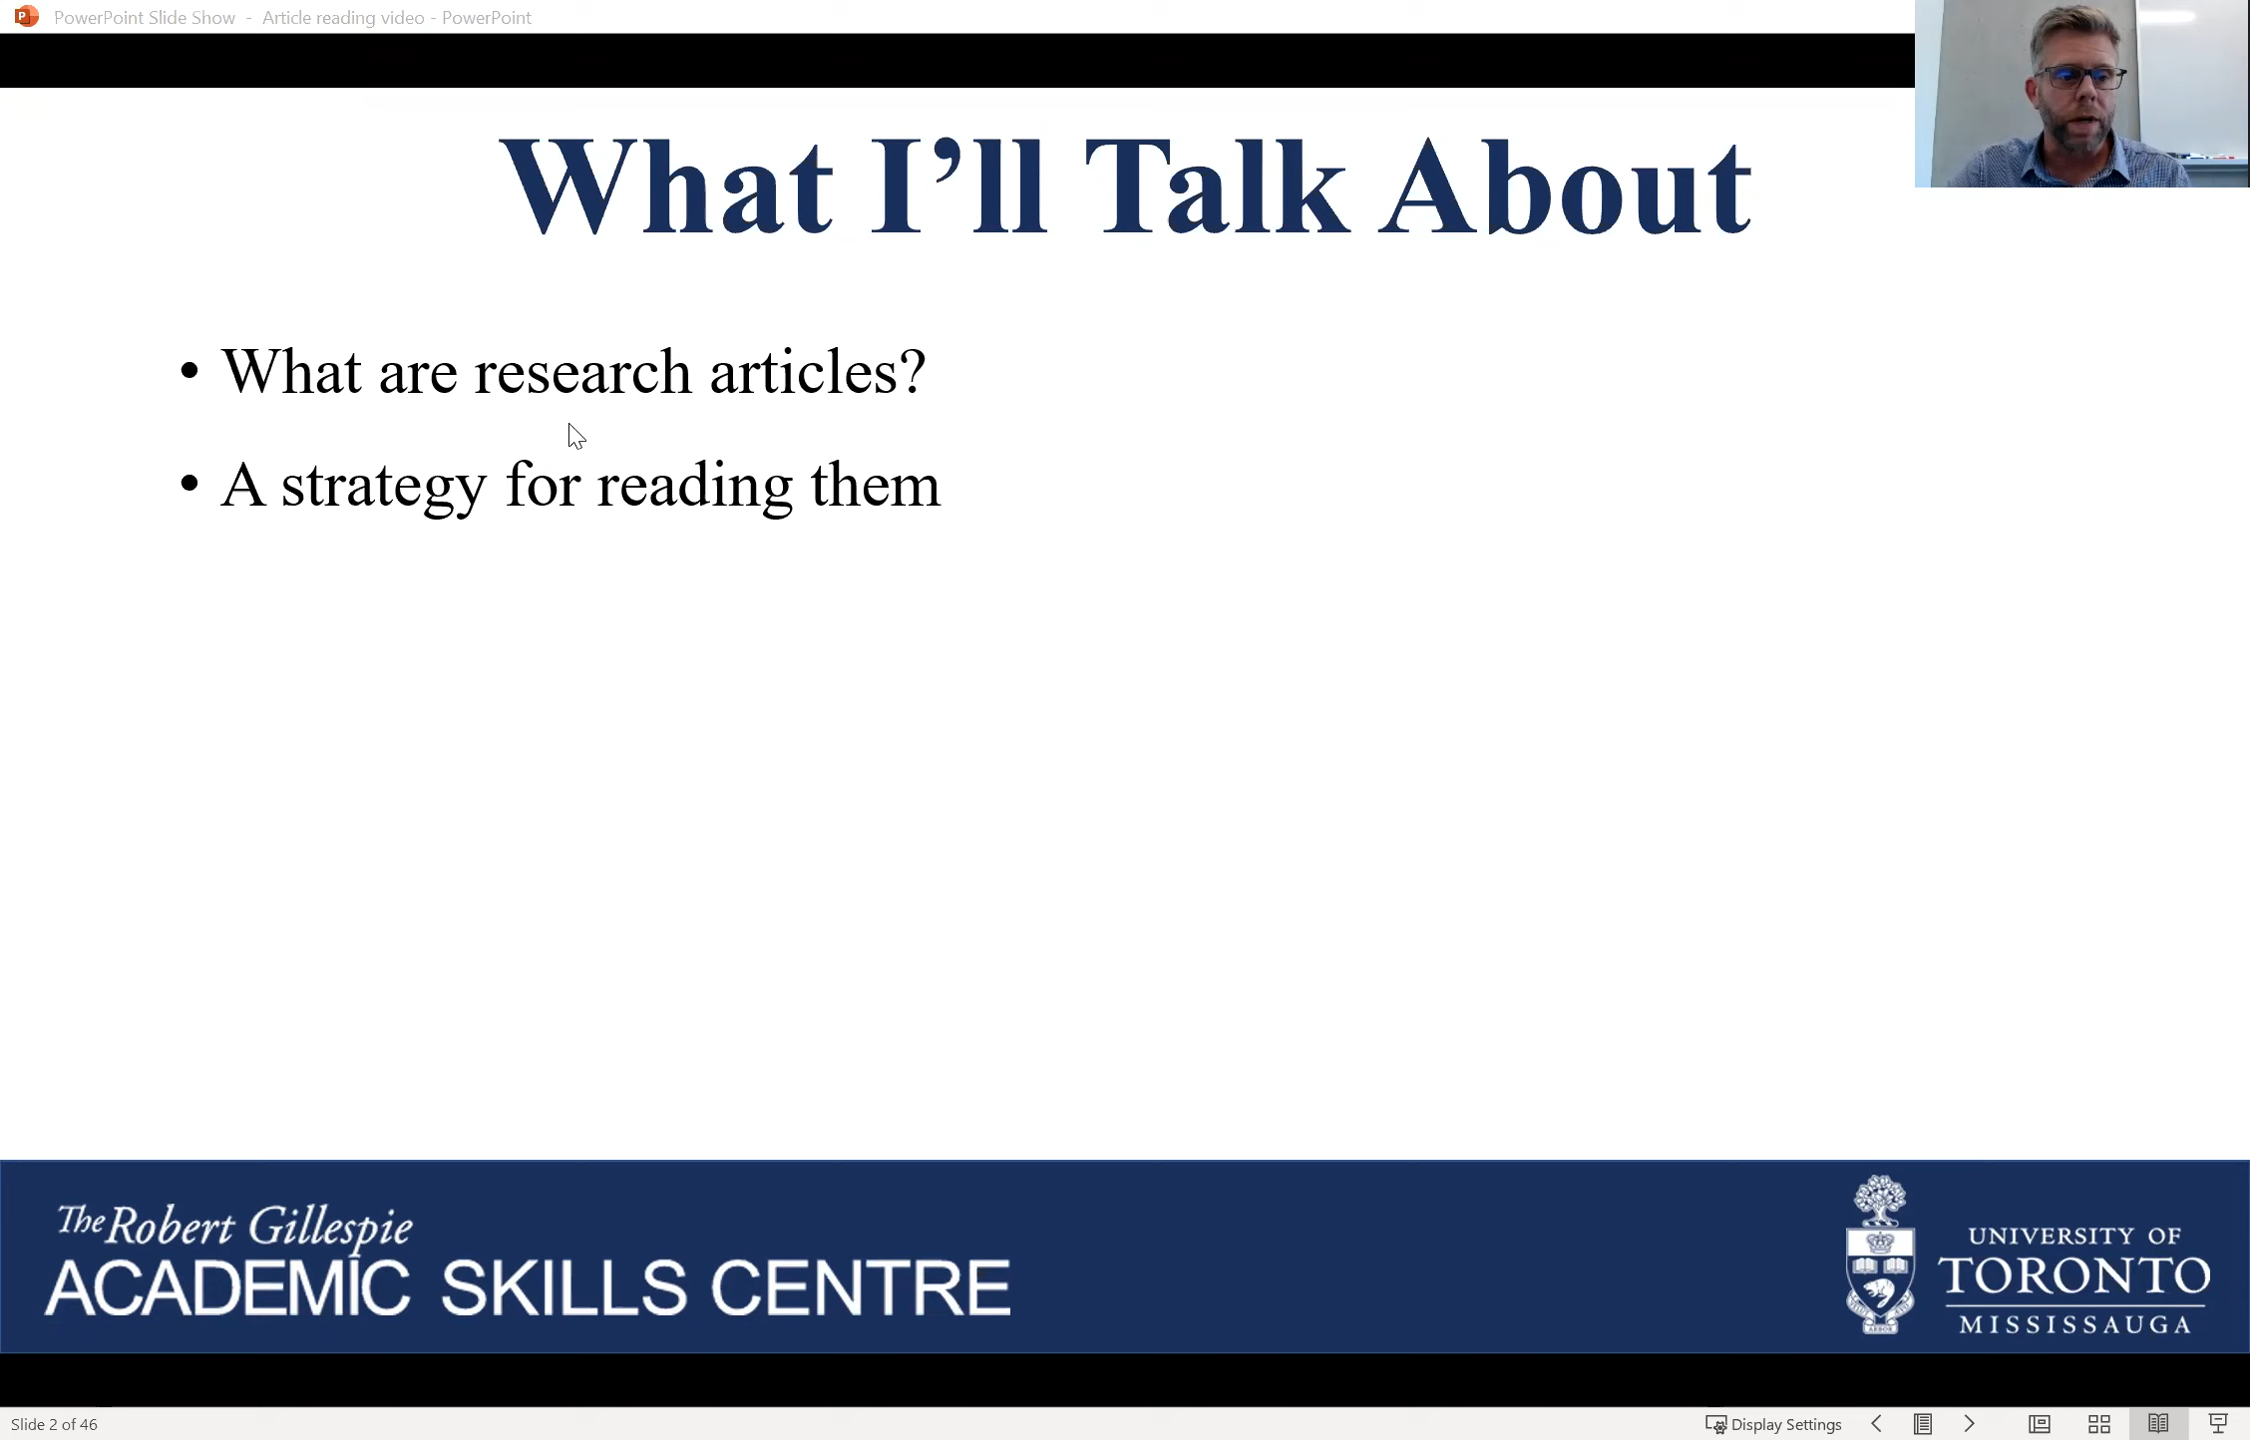 PowerPoint Slide Show - Article reading video - PowerPoint
What I’ll Talk About
• What are research articles?
• A strategy for reading them
The Robert Gillespie
ACADEMIC SKILLS CENTRE
UNIVERSITY OF
TORONTO
MISSISSAUGA
Slide 2 of 46
Display Settings